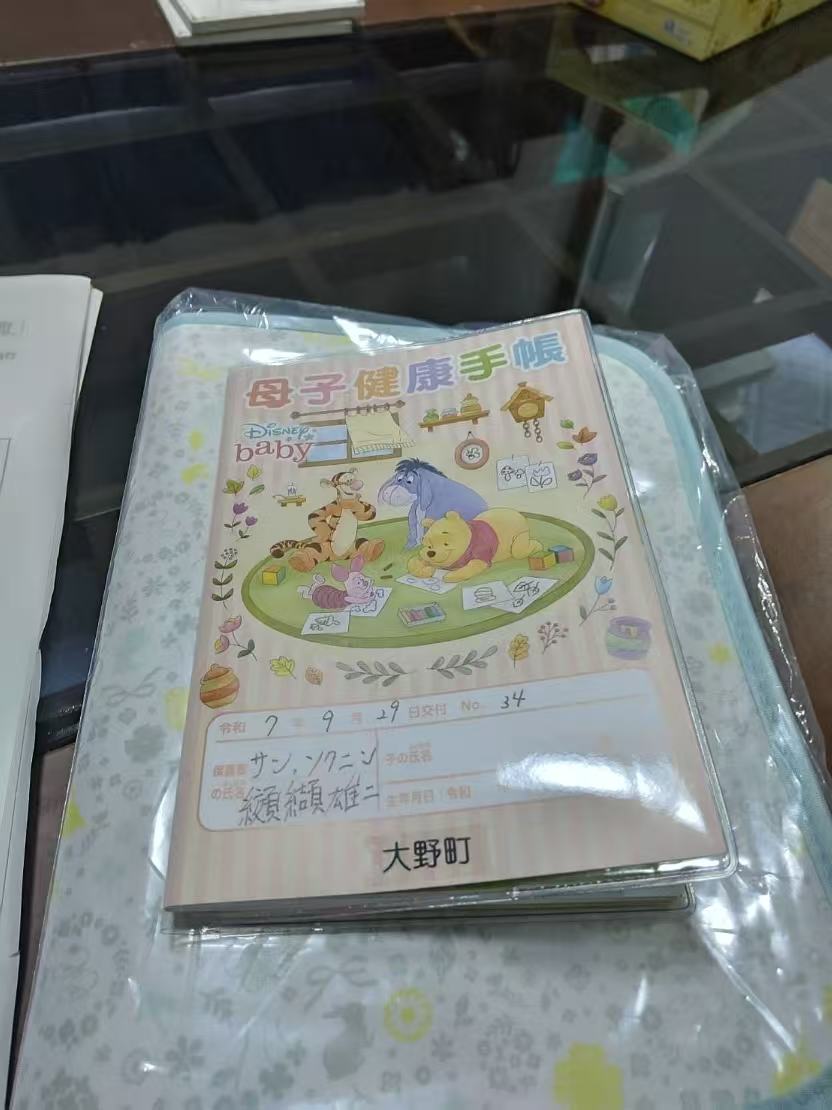 母子健康手帳
Disney
baby
令和 7 年 9 月 29 日交付 No. 34
保護者の氏名
サン.ソクニン
雄二
子の氏名
生年月日 令和
大野町